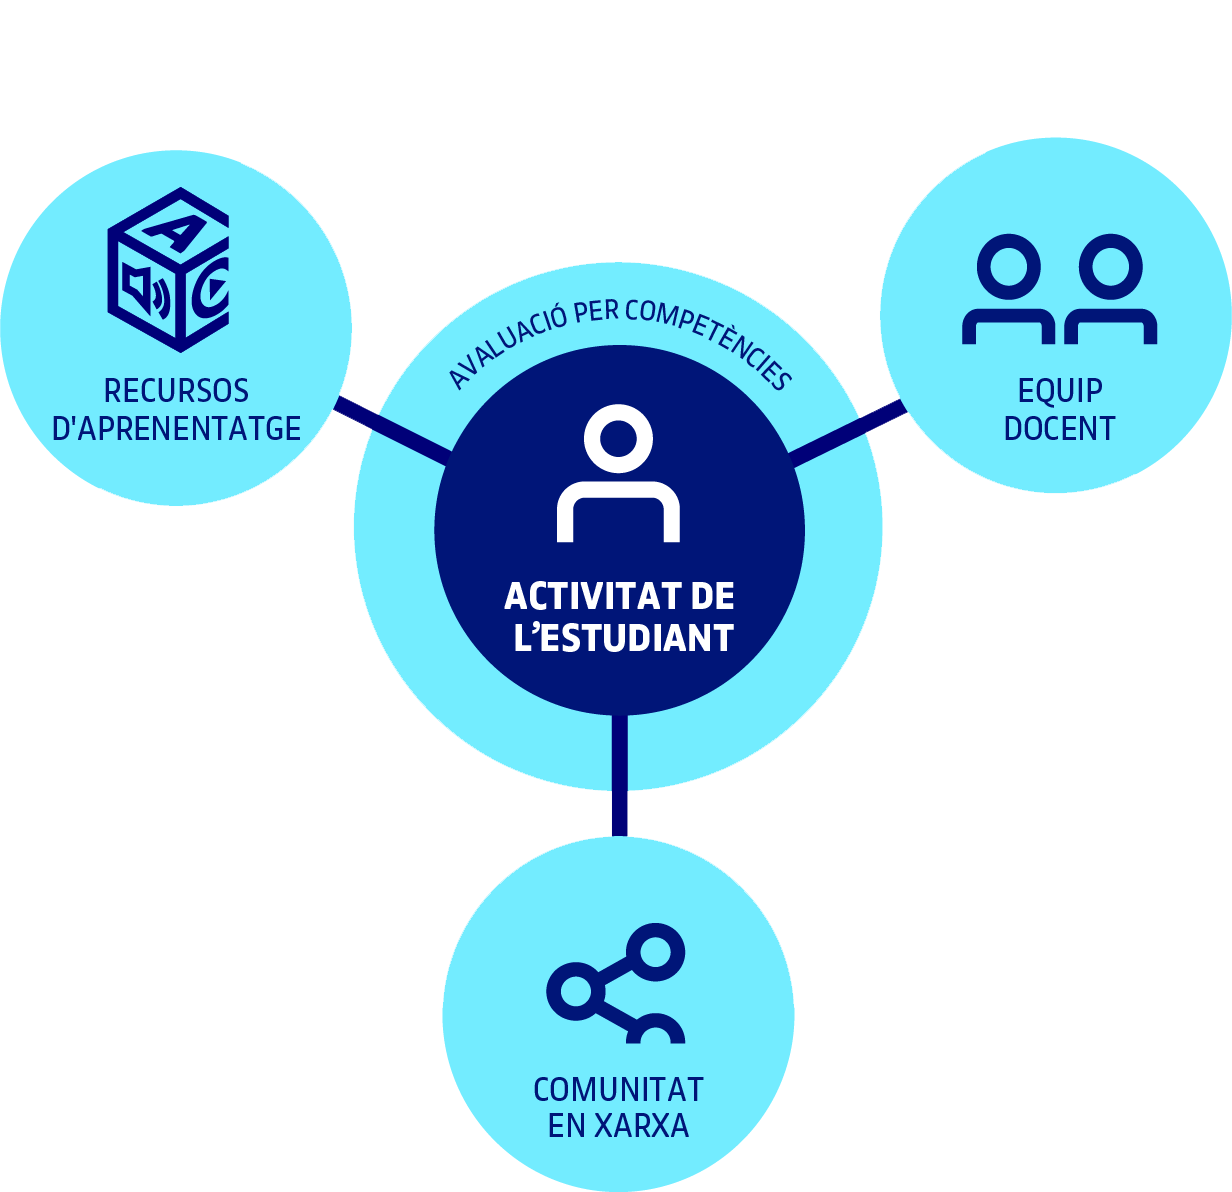 AVALUACIÓ PER COMPETÈNCIES
A
C
RECURSOS
D'APRENENTATGE
EQUIP
DOCENT
ACTIVITAT DE
L’ESTUDIANT
COMUNITAT
EN XARXA